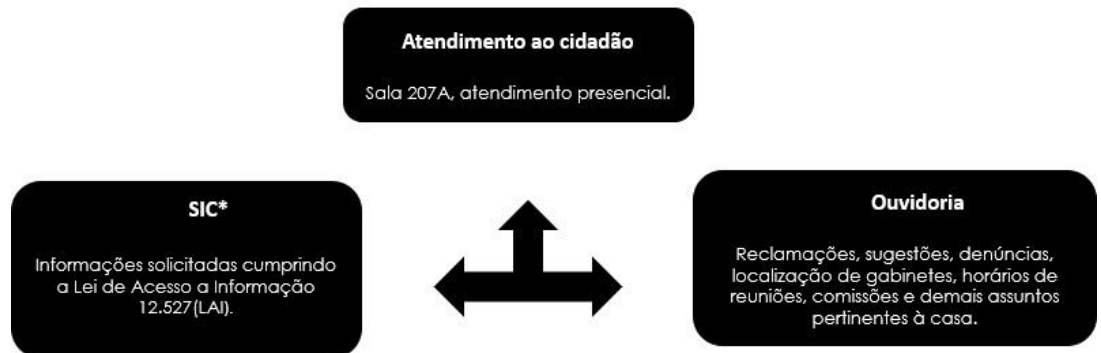 Atendimento ao cidadão
Sala 207A, atendimento presencial.
SIC*
Informações solicitadas cumprindo
a Lei de Acesso a Informação
12.527(LAI).
Ouvidoria
Reclamações, sugestões, denúncias,
localização de gabinetes, horários de
reuniões, comissões e demais assuntos
pertinentes à casa.